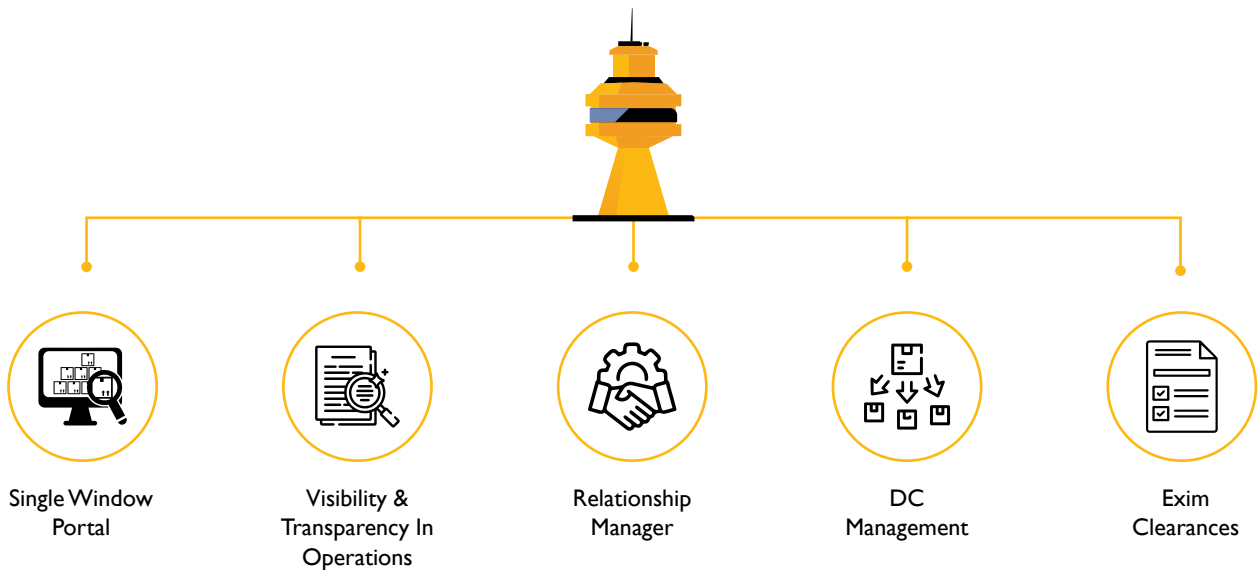 Single Window
Portal
Visibility &
Transparency In
Operations
Relationship
Manager
DC
Management
Exim
Clearances